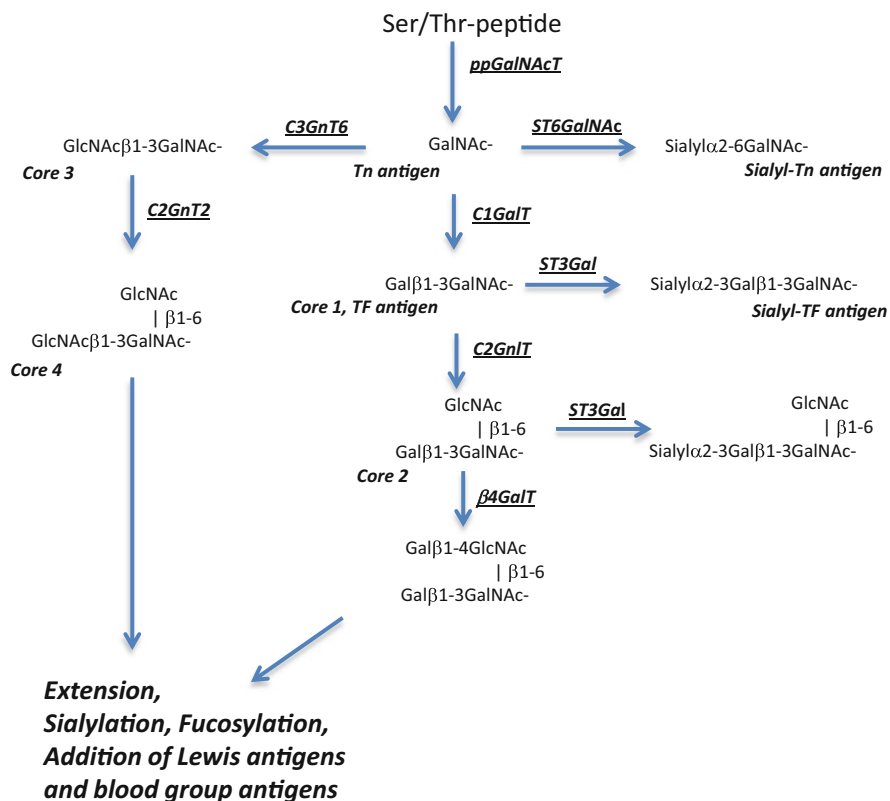 Ser/Thr-peptide
ppGalNAcT
C3GnT6
ST6GalNAc
GlcNAcβ1-3GalNAc-
GalNAc-
Sialylα2-6GalNAc-
Core 3
Tn antigen
Sialyl-Tn antigen
C2GnT2
C1GalT
ST3Gal
Galβ1-3GalNAc-
Sialylα2-3Galβ1-3GalNAc-
Core 1, TF antigen
Sialyl-TF antigen
GlcNAc
| β1-6
GlcNAcβ1-3GalNAc-
Core 4
C2GnlT
GlcNAc
| β1-6
Galβ1-3GalNAc-
Core 2
ST3Gal
GlcNAc
| β1-6
Sialylα2-3Galβ1-3GalNAc-
β4GalT
Galβ1-4GlcNAc
| β1-6
Galβ1-3GalNAc-
Extension,
Sialylation, Fucosylation,
Addition of Lewis antigens
and blood group antigens